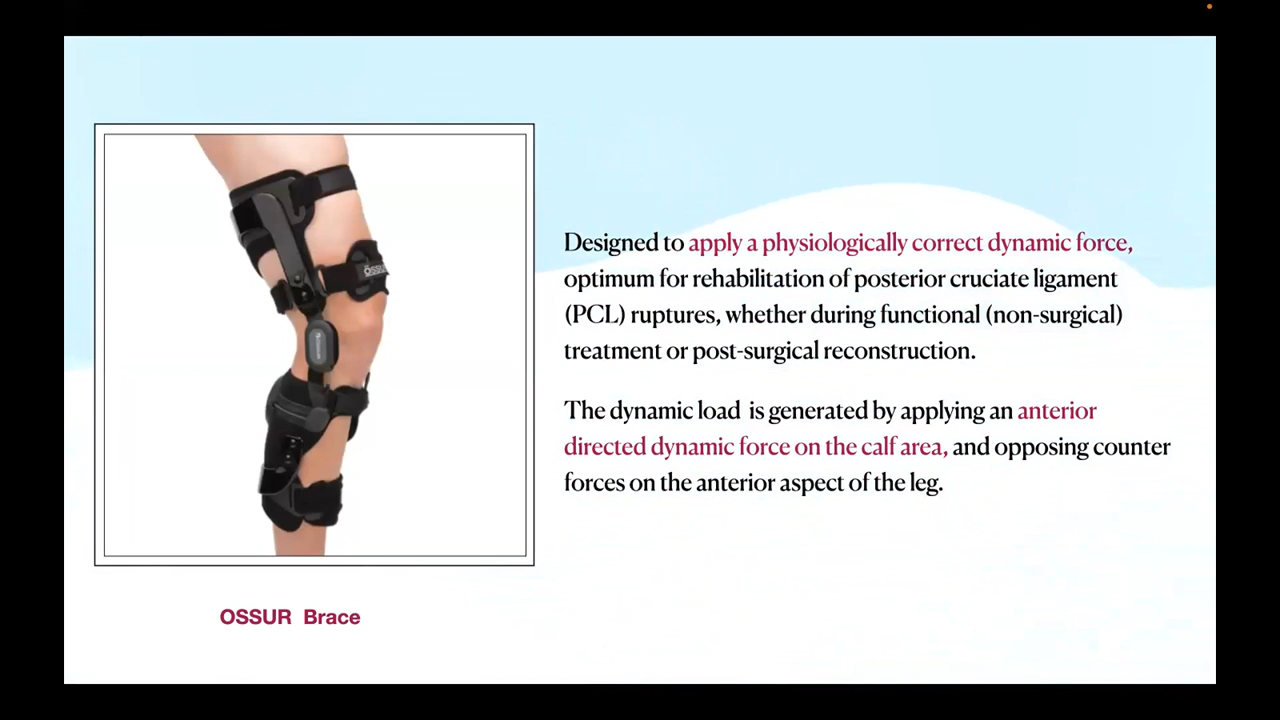 ÖSSUR
Designed to apply a physiologically correct dynamic force,
optimum for rehabilitation of posterior cruciate ligament
(PCL) ruptures, whether during functional (non-surgical)
treatment or post-surgical reconstruction.
The dynamic load is generated by applying an anterior
directed dynamic force on the calf area, and opposing counter
forces on the anterior aspect of the leg.
OSSUR Brace